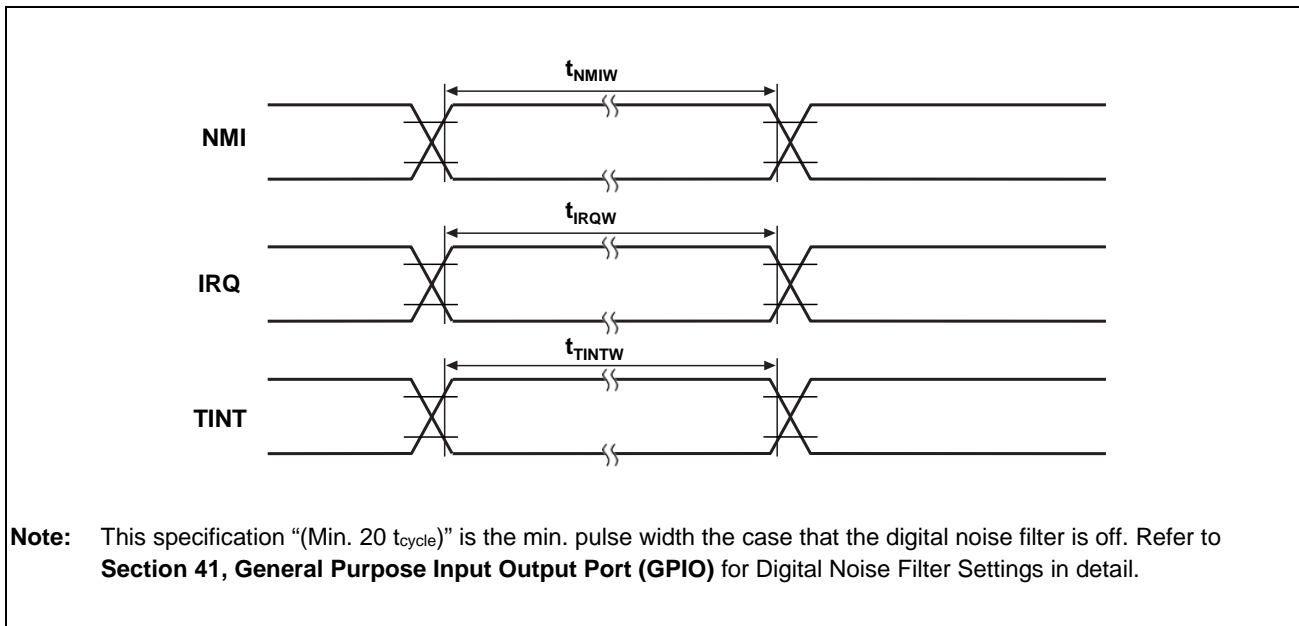 tNMIW
NMI
tIRQW
IRQ
tTINTW
TINT
Note: This specification “(Min. 20 tcycle)” is the min. pulse width the case that the digital noise filter is off. Refer to
Section 41, General Purpose Input Output Port (GPIO) for Digital Noise Filter Settings in detail.